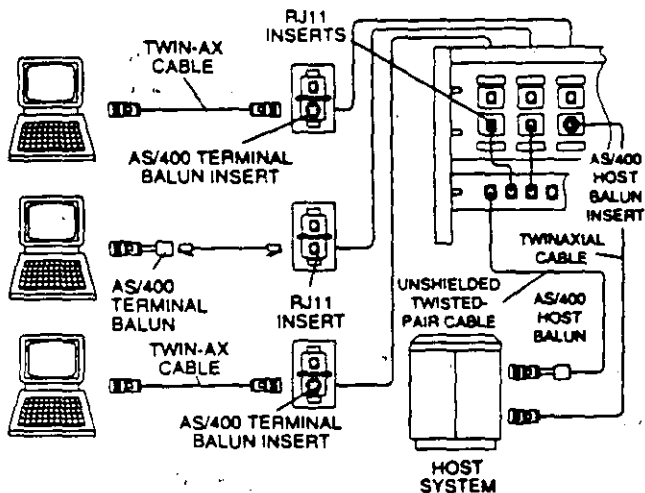 RJ11
INSERTS
TWIN-AX
CABLE
AS/400 TERMINAL
BALUN INSERT
AS/400
HOST
BALUN
INSERT
TWINAXIAL
CABLE
AS/400
TERMINAL
BALUN
RJ11
INSERT
UNSHIELDED
TWISTED-
PAIR CABLE
AS/400
HOST
BALUN
TWIN-AX
CABLE
AS/400 TERMINAL
BALUN INSERT
HOST
SYSTEM